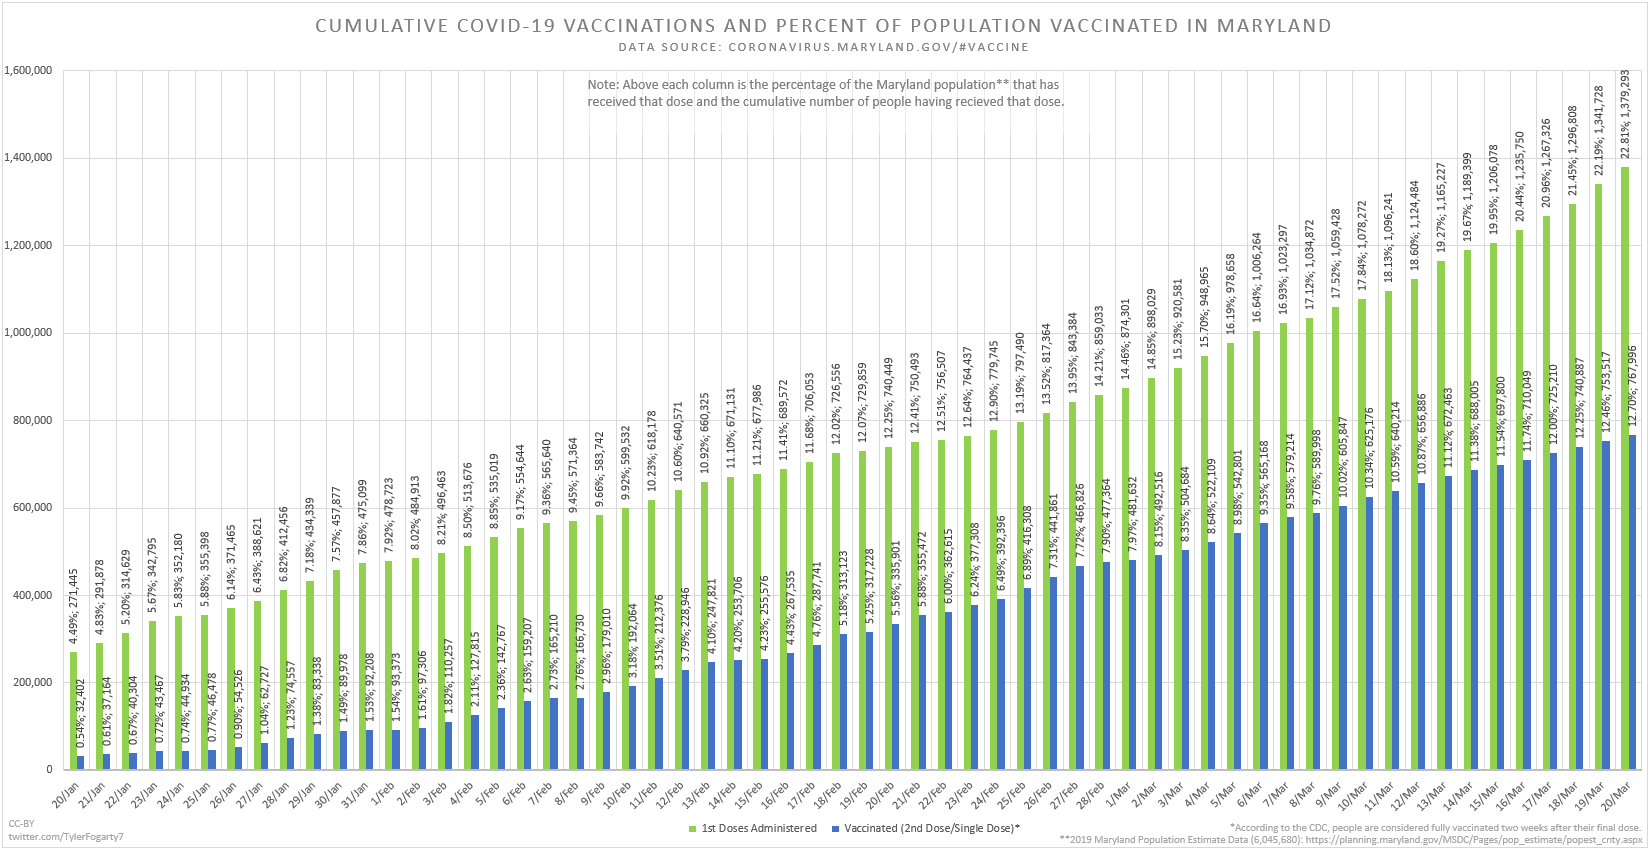 CUMULATIVE COVID-19 VACCINATIONS AND PERCENT OF POPULATION VACCINATED IN MARYLAND
DATA SOURCE: CORONAVIRUS.MARYLAND.GOV/#VACCINE
Note: Above each column is the percentage of the Maryland population** that has
received that dose and the cumulative number of people having recieved that dose.
1,600,000
1,400,000
1,200,000
1,000,000
800,000
600,000
400,000
200,000
0
4.49%; 271,445
0.54%; 32,402
4.83%; 291,878
0.61%; 37,164
5.20%; 314,629
0.67%; 40,304
5.67%; 342,795
0.72%; 43,467
5.83%; 352,180
0.74%; 44,934
5.88%; 355,398
0.77%; 46,478
6.14%; 371,465
0.90%; 54,526
6.43%; 388,621
1.04%; 62,727
6.82%; 412,456
1.23%; 74,557
7.18%; 434,339
1.38%; 83,338
7.57%; 457,877
1.49%; 89,978
7.86%; 475,099
1.53%; 92,208
7.92%; 478,723
1.54%; 93,373
8.02%; 484,913
1.61%; 97,306
8.21%; 496,463
1.82%; 110,257
8.50%; 513,676
2.11%; 127,815
8.85%; 535,019
2.36%; 142,767
9.17%; 554,644
2.63%; 159,207
9.36%; 565,640
2.73%; 165,210
9.45%; 571,364
2.76%; 166,730
9.66%; 583,742
2.96%; 179,010
9.92%; 599,532
3.18%; 192,064
10.23%; 618,178
3.51%; 212,376
10.60%; 640,571
3.79%; 228,946
10.92%; 660,325
4.10%; 247,821
11.10%; 671,131
4.20%; 253,706
11.21%; 677,986
4.23%; 255,576
11.41%; 689,572
4.43%; 267,535
11.68%; 706,053
4.76%; 287,741
12.02%; 726,556
5.18%; 313,123
12.07%; 729,859
5.25%; 317,228
12.25%; 740,449
5.56%; 335,901
12.41%; 750,493
5.88%; 355,472
12.51%; 756,507
6.00%; 362,615
12.64%; 764,437
6.24%; 377,308
12.90%; 779,745
6.49%; 392,396
13.19%; 797,490
6.89%; 416,308
13.52%; 817,364
7.31%; 441,861
13.95%; 843,384
7.72%; 466,826
14.21%; 859,033
7.90%; 477,364
14.46%; 874,301
7.97%; 481,632
14.85%; 898,029
8.15%; 492,516
15.23%; 920,581
8.35%; 504,684
15.70%; 948,965
8.64%; 522,109
16.19%; 978,658
8.98%; 542,801
16.64%; 1,006,264
9.35%; 565,168
16.93%; 1,023,297
9.58%; 579,214
17.12%; 1,034,872
9.76%; 589,998
17.52%; 1,059,428
10.02%; 605,847
17.84%; 1,078,272
10.34%; 625,176
18.13%; 1,096,241
10.59%; 640,214
18.60%; 1,124,484
10.87%; 656,886
19.27%; 1,165,227
11.12%; 672,463
19.67%; 1,189,399
11.38%; 688,005
19.95%; 1,206,078
11.54%; 697,800
20.44%; 1,235,750
11.74%; 710,049
20.96%; 1,267,326
12.00%; 725,210
21.45%; 1,296,808
12.25%; 740,887
22.19%; 1,341,728
12.46%; 753,517
22.81%; 1,379,293
12.70%; 767,996
20/Jan
21/Jan
22/Jan
23/Jan
24/Jan
25/Jan
26/Jan
27/Jan
28/Jan
29/Jan
30/Jan
31/Jan
1/Feb
2/Feb
3/Feb
4/Feb
5/Feb
6/Feb
7/Feb
8/Feb
9/Feb
10/Feb
11/Feb
12/Feb
13/Feb
14/Feb
15/Feb
16/Feb
17/Feb
18/Feb
19/Feb
20/Feb
21/Feb
22/Feb
23/Feb
24/Feb
25/Feb
26/Feb
27/Feb
28/Feb
1/Mar
2/Mar
3/Mar
4/Mar
5/Mar
6/Mar
7/Mar
8/Mar
9/Mar
10/Mar
11/Mar
12/Mar
13/Mar
14/Mar
15/Mar
16/Mar
17/Mar
18/Mar
19/Mar
20/Mar
CC-BY
twitter.com/TylerFogarty7
1st Doses Administered
Vaccinated (2nd Dose/Single Dose)*
*According to the CDC, people are considered fully vaccinated two weeks after their final dose.
**2019 Maryland Population Estimate Data (6,045,680): https://planning.maryland.gov/MSDC/Pages/pop_estimate/popest_cnty.aspx